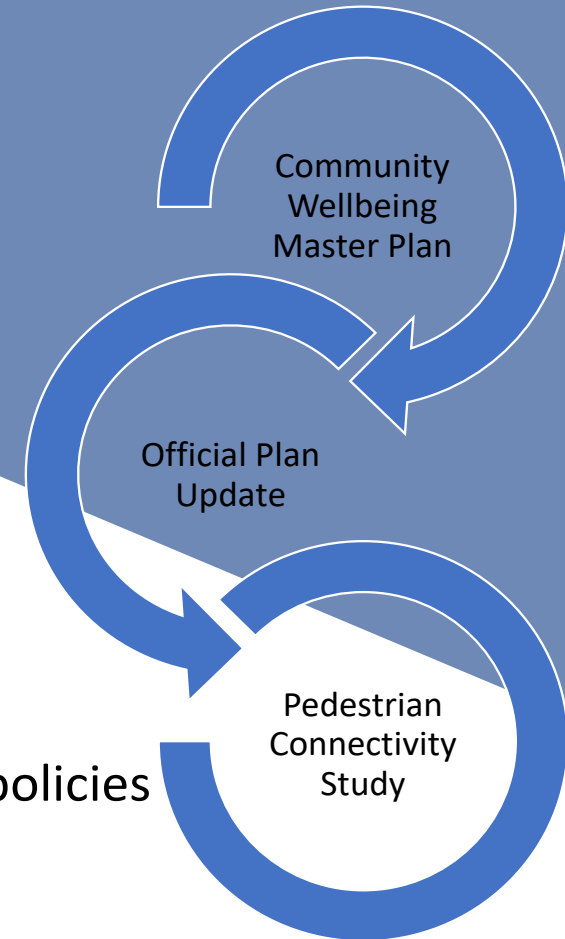 Community
Wellbeing
Master Plan
Official Plan
Update
Pedestrian
Connectivity
Study
policies